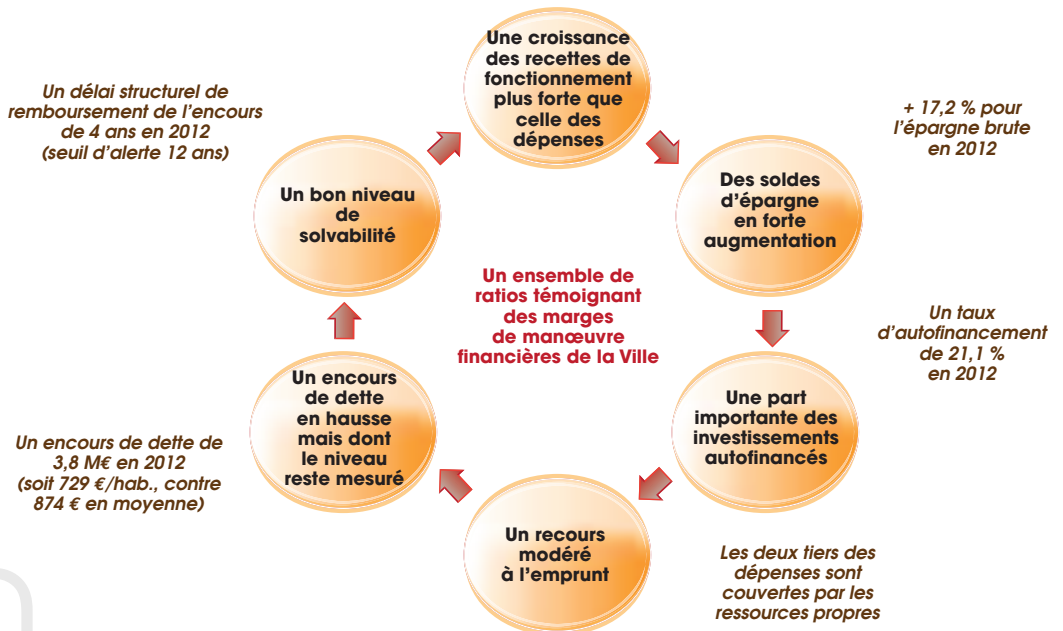 Une croissance
des recettes de
fonctionnement
plus forte que
celle des
dépenses
Un délai structurel de
remboursement de l'encours
de 4 ans en 2012
(seuil d'alerte 12 ans)
+ 17,2 % pour
l'épargne brute
en 2012
Un bon niveau
de
solvabilité
Des soldes
d'épargne
en forte
augmentation
Un ensemble de
ratios témoignant
des marges
de manœuvre
financières de la Ville
Un taux
d'autofinancement
de 21,1 %
en 2012
Un encours
de dette
en hausse
mais dont
le niveau
reste mesuré
Une part
importante des
investissements
autofinancés
Un encours de dette de
3,8 M€ en 2012
(soit 729 €/hab., contre
874 € en moyenne)
Un recours
modéré
à l'emprunt
Les deux tiers des
dépenses sont
couvertes par les
ressources propres